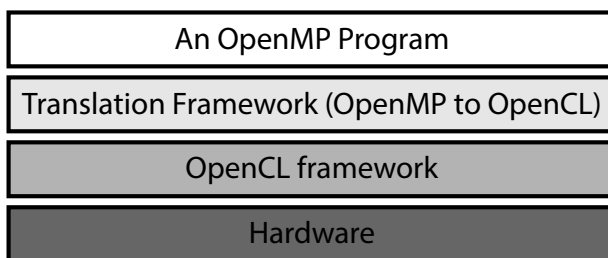 An OpenMP Program
Translation Framework (OpenMP to OpenCL)
OpenCL framework
Hardware